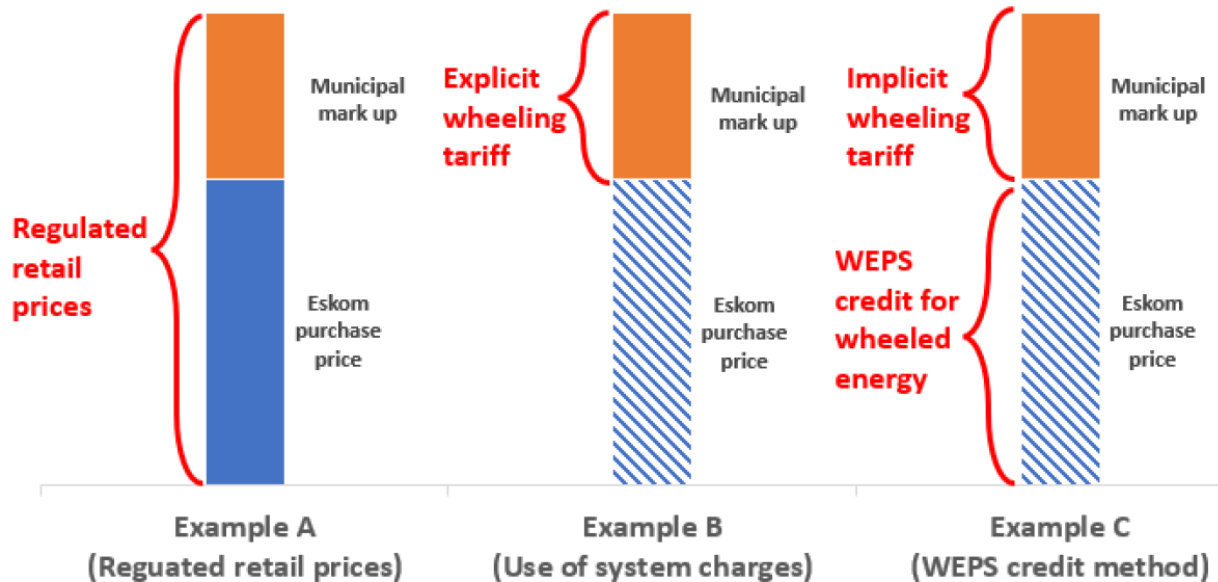 Regulated
retail
prices
Municipal
mark up
Eskom
purchase
price
Explicit
wheeling
tariff
Municipal
mark up
Eskom
purchase
price
Implicit
wheeling
tariff
Municipal
mark up
WEPS
credit for
wheeled
energy
Eskom
purchase
price
Example A
(Reguated retail prices)
Example B
(Use of system charges)
Example C
(WEPS credit method)